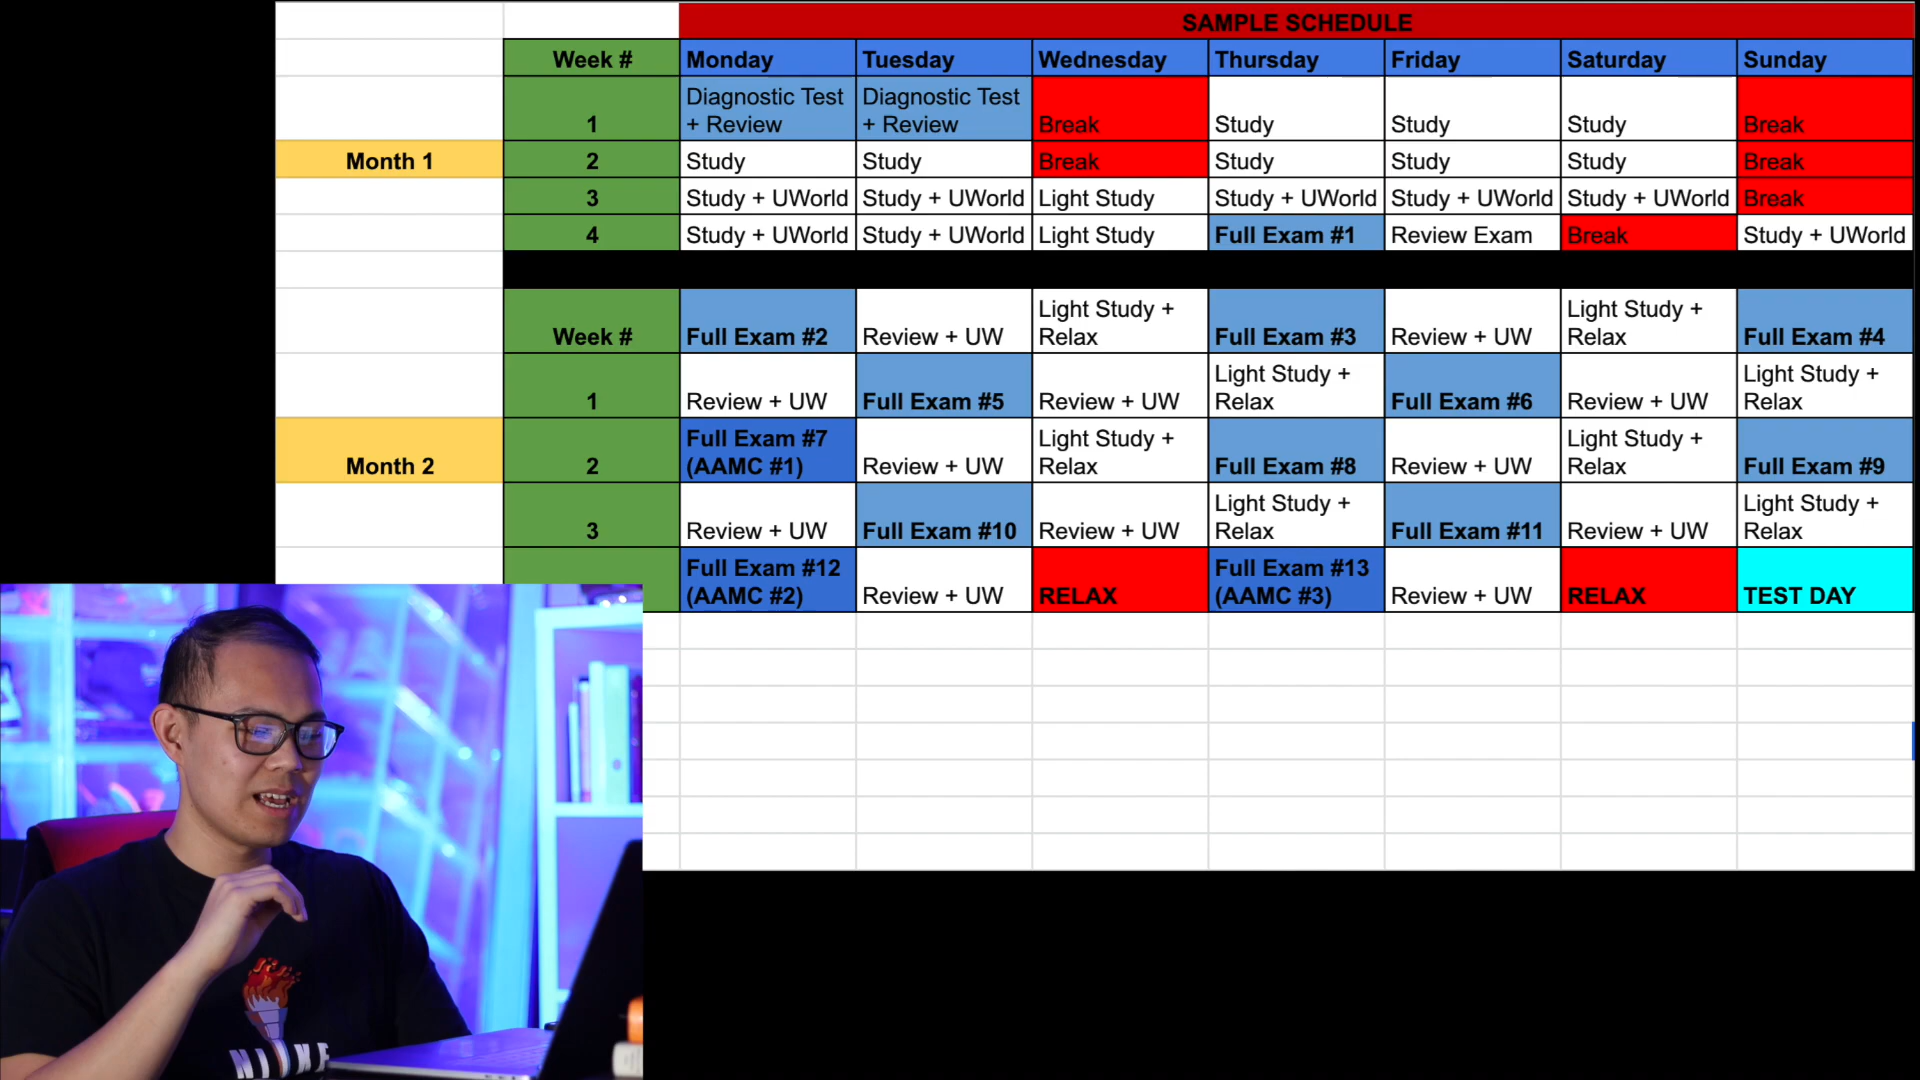 SAMPLE SCHEDULE
Week # Monday Tuesday Wednesday Thursday Friday Saturday Sunday
Diagnostic Test Diagnostic Test
1 + Review + Review Break Study Study Study Break
Month 1 2 Study Study Break Study Study Study Break
3 Study + UWorld Study + UWorld Light Study Study + UWorld Study + UWorld Study + UWorld Break
4 Study + UWorld Study + UWorld Light Study Full Exam #1 Review Exam Break Study + UWorld
Light Study + Light Study +
Week # Full Exam #2 Review + UW Relax Full Exam #3 Review + UW Relax Full Exam #4
Light Study + Light Study +
1 Review + UW Full Exam #5 Review + UW Relax Full Exam #6 Review + UW Relax
Full Exam #7 Light Study + Light Study +
Month 2 2 (AAMC #1) Review + UW Relax Full Exam #8 Review + UW Relax Full Exam #9
Light Study + Light Study +
3 Review + UW Full Exam #10 Review + UW Relax Full Exam #11 Review + UW Relax
Full Exam #12 Full Exam #13
(AAMC #2) Review + UW RELAX (AAMC #3) Review + UW RELAX TEST DAY